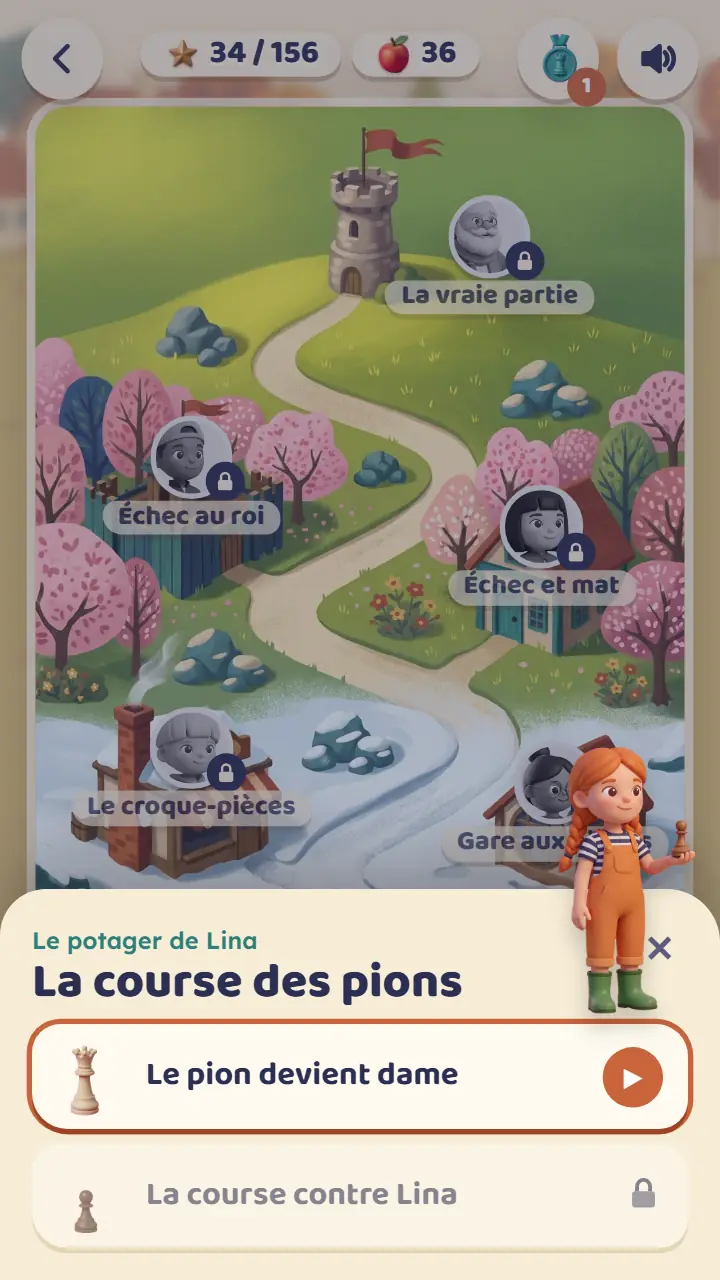 34 / 156
36
1
La vraie partie
Échec au roi
Échec et mat
Le croque-pièces
Gare aux
Le potager de Lina
La course des pions
Le pion devient dame
La course contre Lina